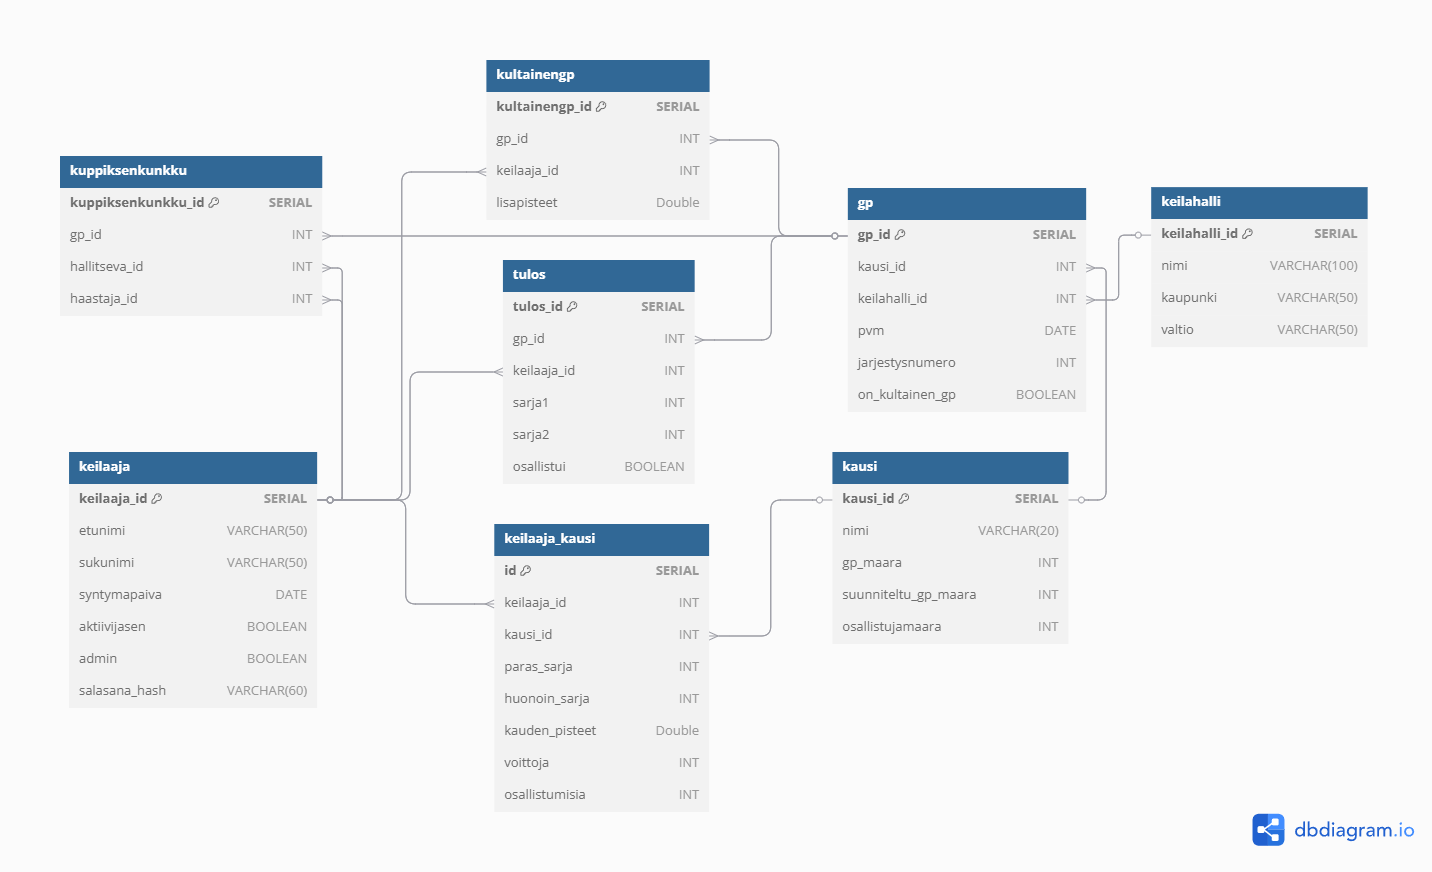 kultainengp
kultainengp_id SERIAL
gp_id INT
keilaaja_id INT
lisapisteet Double
kuppiksenkunkku
kuppiksenkunkku_id SERIAL
gp_id INT
hallitseva_id INT
haastaja_id INT
tulos
tulos_id SERIAL
gp_id INT
keilaaja_id INT
sarja1 INT
sarja2 INT
osallistui BOOLEAN
gp
gp_id SERIAL
kausi_id INT
keilahalli_id INT
pvm DATE
jarjestysnumero INT
on_kultainen_gp BOOLEAN
keilahalli
keilahalli_id SERIAL
nimi VARCHAR(100)
kaupunki VARCHAR(50)
valtio VARCHAR(50)
keilaaja
keilaaja_id SERIAL
etunimi VARCHAR(50)
sukunimi VARCHAR(50)
syntymapaiva DATE
aktiivijasen BOOLEAN
admin BOOLEAN
salasana_hash VARCHAR(60)
keilaaja_kausi
id SERIAL
keilaaja_id INT
kausi_id INT
paras_sarja INT
huonoin_sarja INT
kauden_pisteet Double
voittoja INT
osallistumisia INT
kausi
kausi_id SERIAL
nimi VARCHAR(20)
gp_maara INT
suunniteltu_gp_maara INT
osallistujamaara INT
dbdiagram.io